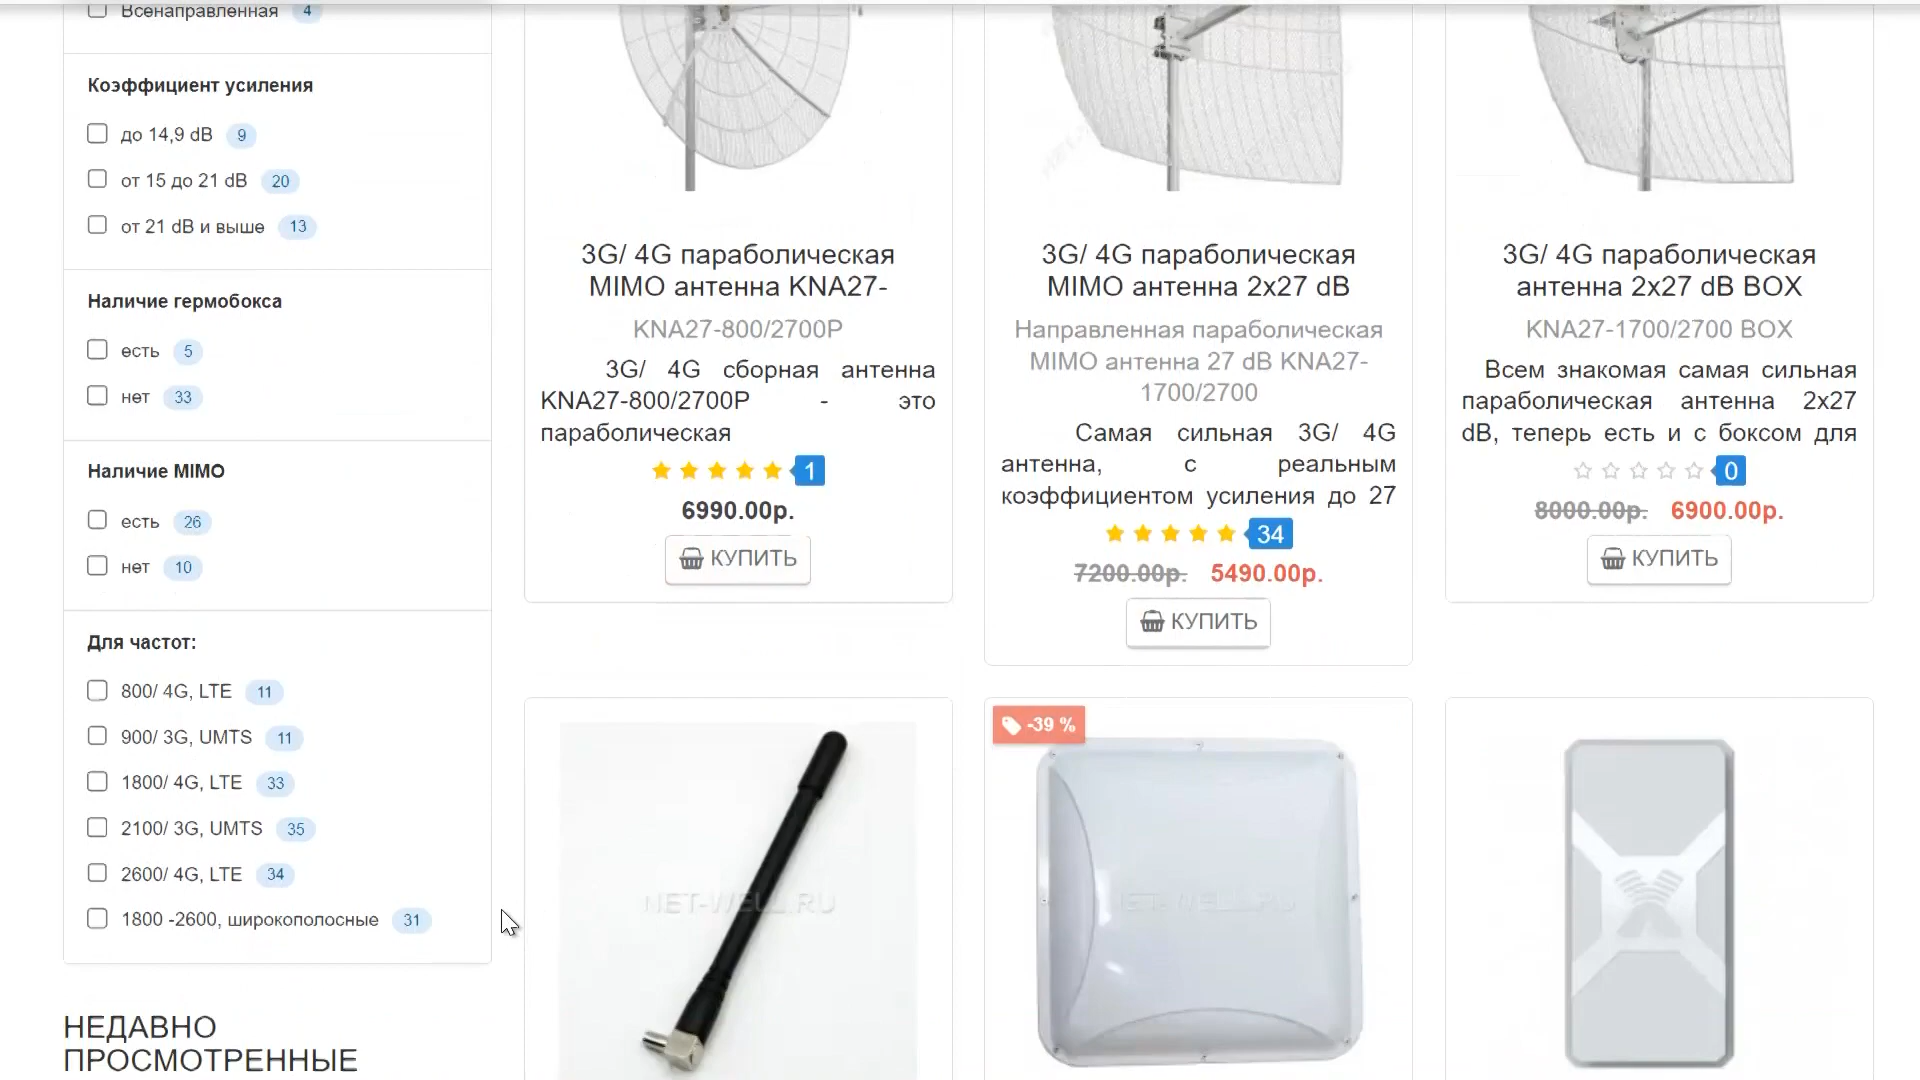 Всенаправленная 4
Коэффициент усиления
до 14,9 dB 9
от 15 до 21 dB 20
от 21 dB и выше 13
Наличие гермобокса
есть 5
нет 33
Наличие MIMO
есть 26
нет 10
Для частот:
800/ 4G, LTE 11
900/ 3G, UMTS 11
1800/ 4G, LTE 33
2100/ 3G, UMTS 35
2600/ 4G, LTE 34
1800 -2600, широкополосные 31
НЕДАВНО
ПРОСМОТРЕННЫЕ
3G/ 4G параболическая
MIMO антенна KNA27-
KNA27-800/2700P
3G/ 4G сборная антенна
KNA27-800/2700P - это
параболическая
1
6990.00р.
КУПИТЬ
3G/ 4G параболическая
MIMO антенна 2x27 dB
Направленная параболическая
MIMO антенна 27 dB KNA27-
1700/2700
Самая сильная 3G/ 4G
антенна, с реальным
коэффициентом усиления до 27
34
7200.00р. 5490.00р.
КУПИТЬ
3G/ 4G параболическая
антенна 2x27 dB BOX
KNA27-1700/2700 BOX
Всем знакомая самая сильная
параболическая антенна 2x27
dB, теперь есть и с боксом для
0
8000.00р. 6900.00р.
КУПИТЬ
NET-WELL.RU
-39 %
NET-WELL.RU